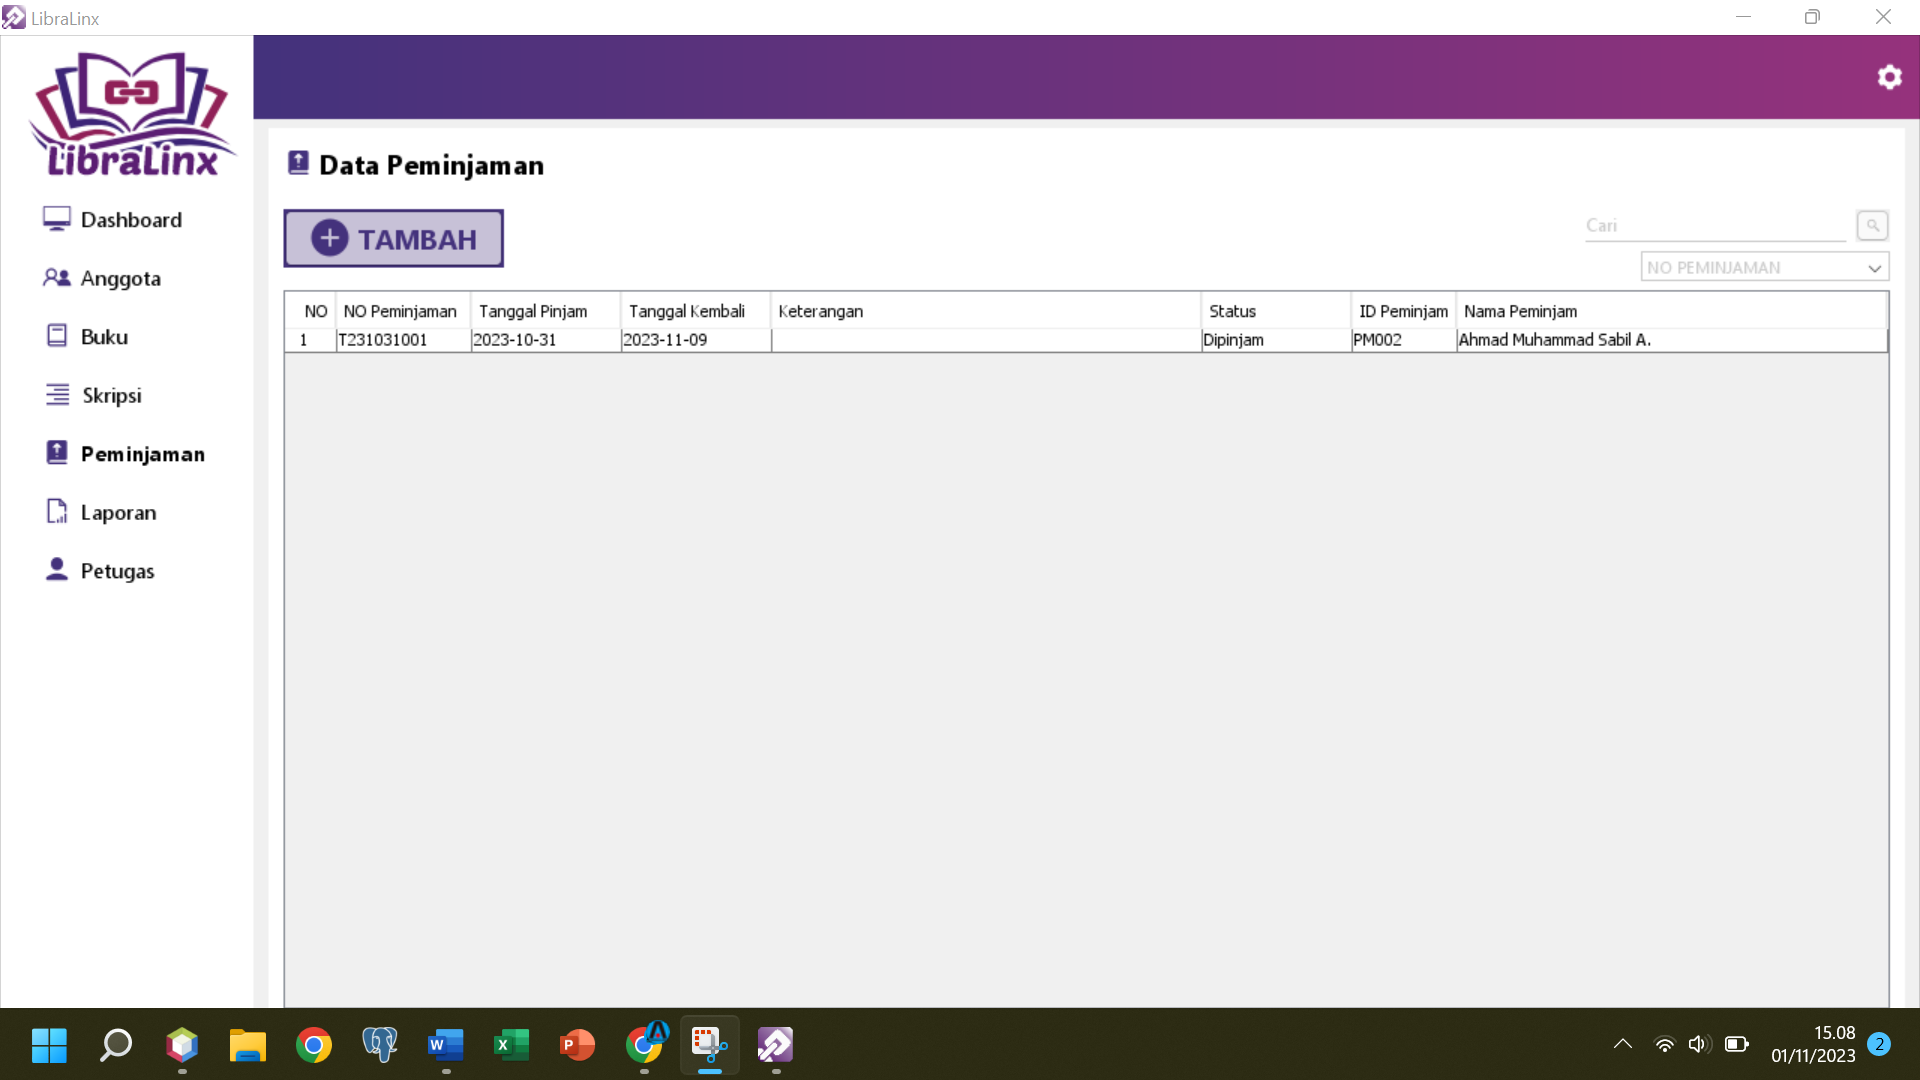 LibraLinx
LibraLinx
Dashboard
Anggota
Buku
Skripsi
Peminjaman
Laporan
Petugas
Data Peminjaman
TAMBAH
Cari
NO PEMINJAMAN
NO NO Peminjaman Tanggal Pinjam Tanggal Kembali Keterangan Status ID Peminjam Nama Peminjam
1 T231031001 2023-10-31 2023-11-09 Dipinjam PM002 Ahmad Muhammad Sabil A.
W X P A
15.08
01/11/2023
2